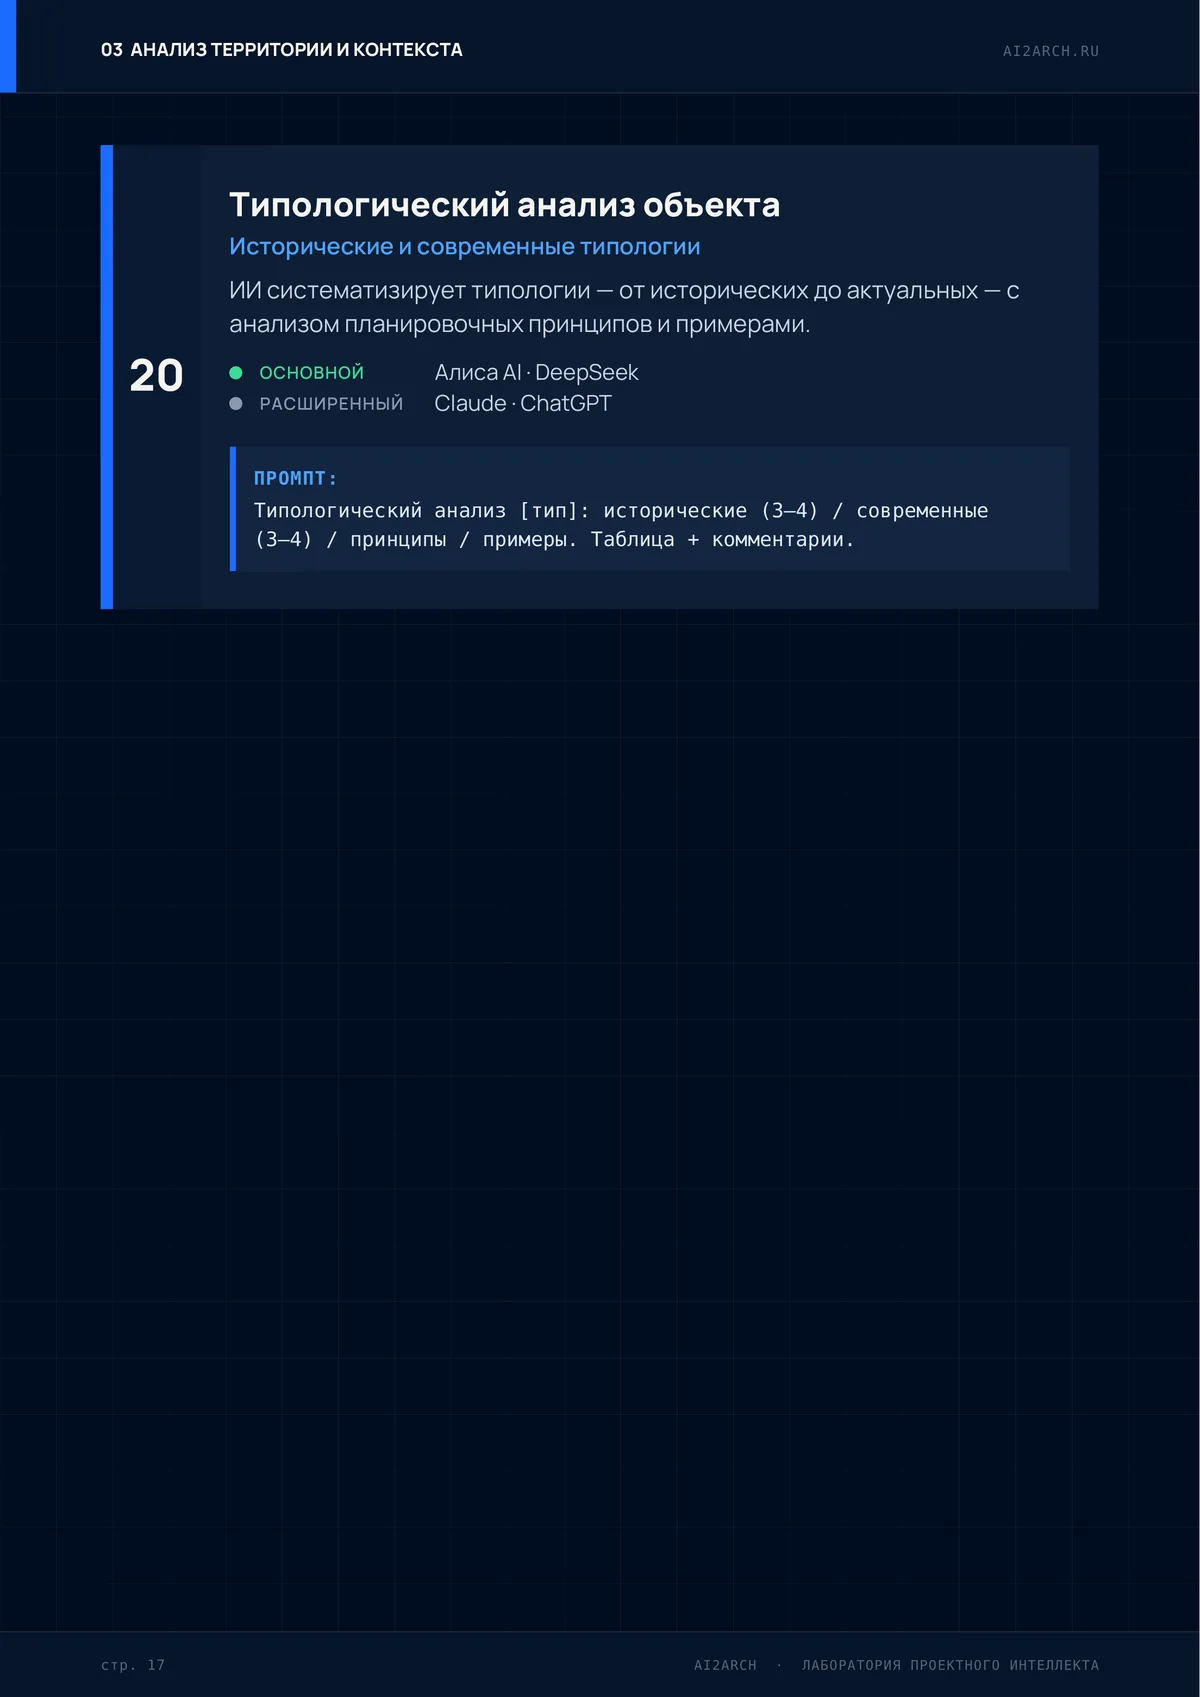 03 АНАЛИЗ ТЕРРИТОРИИ И КОНТЕКСТА
AI2ARCH.RU
20
Типологический анализ объекта
Исторические и современные типологии
ИИ систематизирует типологии — от исторических до актуальных — с
анализом планировочных принципов и примерами.
ОСНОВНОЙ Алиса AI · DeepSeek
РАСШИРЕННЫЙ Claude · ChatGPT
ПРОМПТ:
Типологический анализ [тип]: исторические (3–4) / современные
(3–4) / принципы / примеры. Таблица + комментарии.
стр. 17
AI2ARCH · ЛАБОРАТОРИЯ ПРОЕКТНОГО ИНТЕЛЛЕКТА